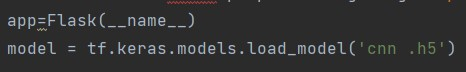 app=Flask(__name__)
model = tf.keras.models.load_model('cnn .h5')